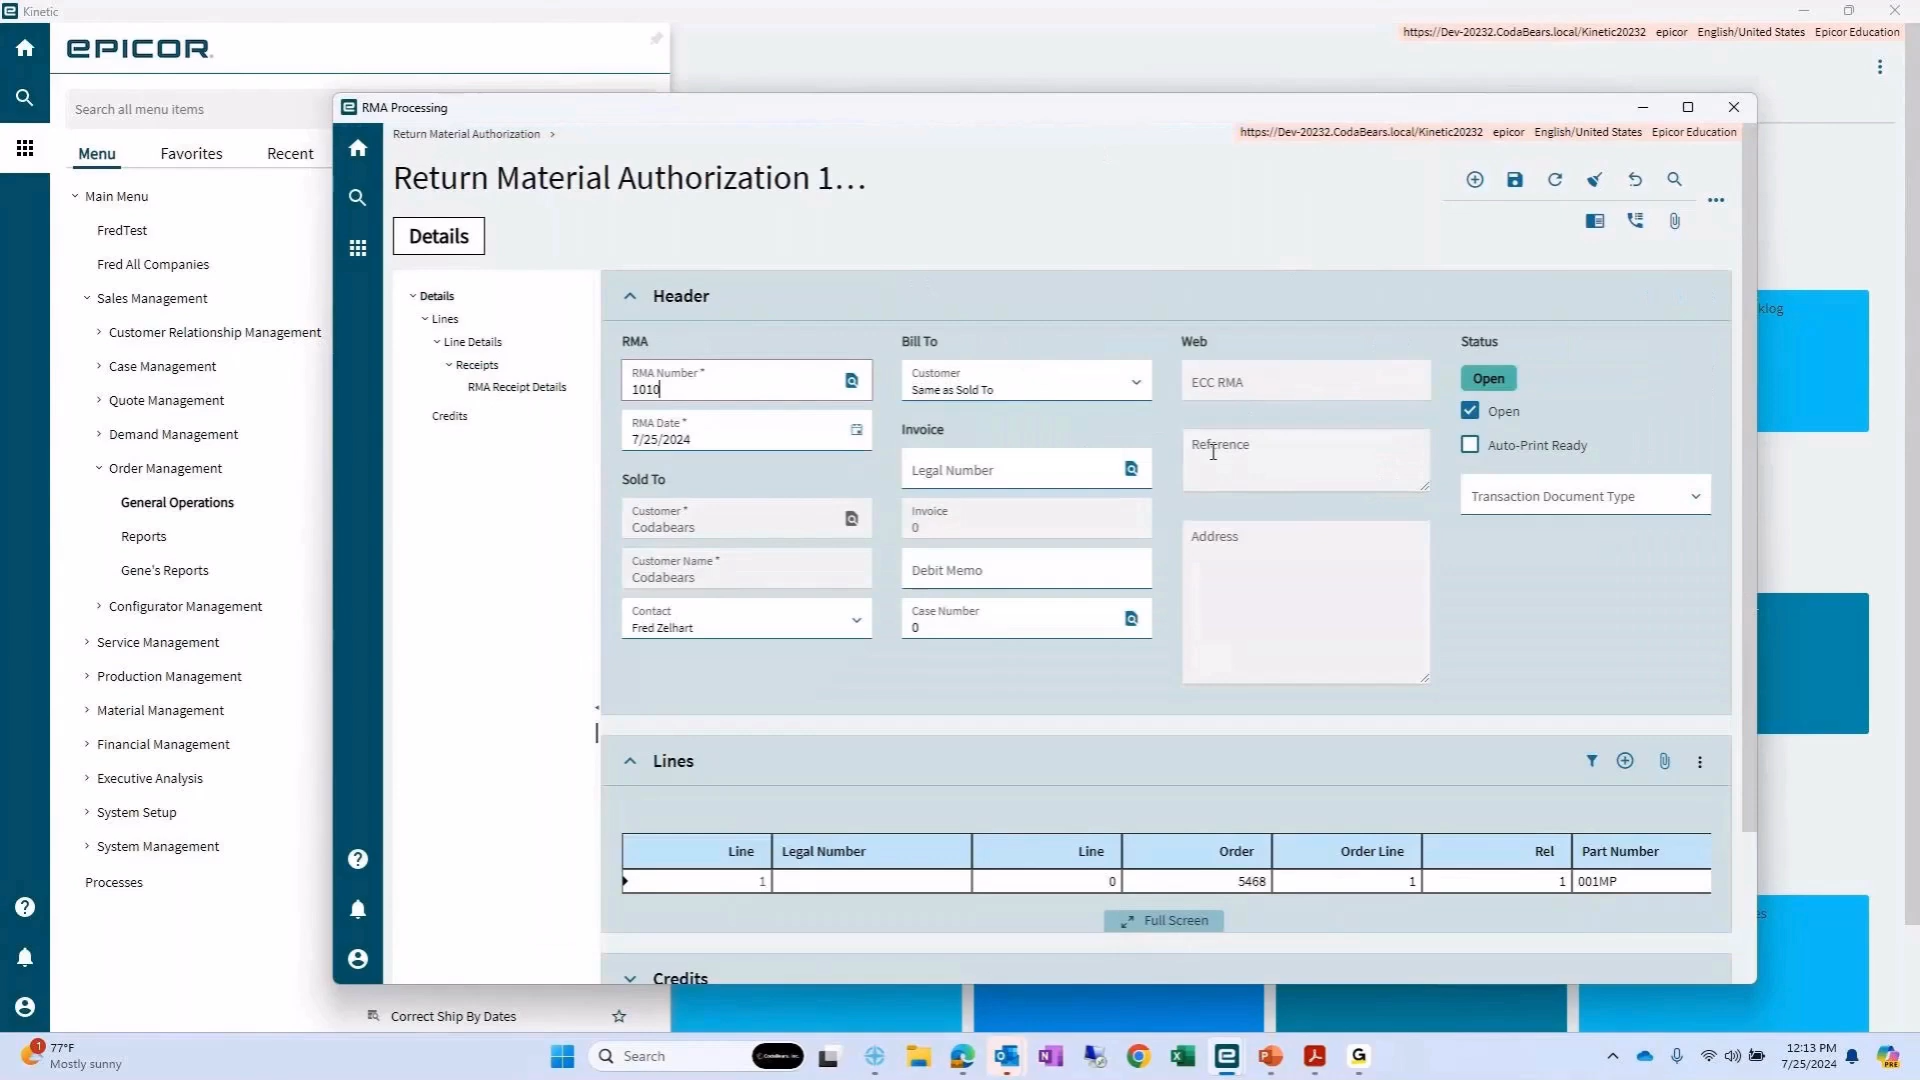 Kinetic
EPICOR
https://Dev-20232.CodaBears.local/Kinetic20232 epicor English/United States Epicor Education
Search all menu items
Menu Favorites Recent
Main Menu
FredTest
Fred All Companies
Sales Management
Customer Relationship Management
Case Management
Quote Management
Demand Management
Order Management
General Operations
Reports
Gene's Reports
Configurator Management
Service Management
Production Management
Material Management
Financial Management
Executive Analysis
System Setup
System Management
Processes
RMA Processing
Return Material Authorization >
https://Dev-20232.CodaBears.local/Kinetic20232 epicor English/United States Epicor Education
Return Material Authorization 1...
Details
Details
Lines
Line Details
Receipts
RMA Receipt Details
Credits
Header
RMA
RMA Number *
1010
RMA Date *
7/25/2024
Sold To
Customer *
Codabears
Customer Name *
Codabears
Contact
Fred Zelhart
Bill To
Customer
Same as Sold To
Invoice
Legal Number
Invoice
0
Debit Memo
Case Number
0
Web
ECC RMA
Reference
Address
Status
Open
Open
Auto-Print Ready
Transaction Document Type
Lines
Line Legal Number Line Order Order Line Rel Part Number
1 0 5468 1 1 001MP
Full Screen
Credits
Correct Ship By Dates
klog
es
1
77°F
Mostly sunny
Search
12:13 PM
7/25/2024